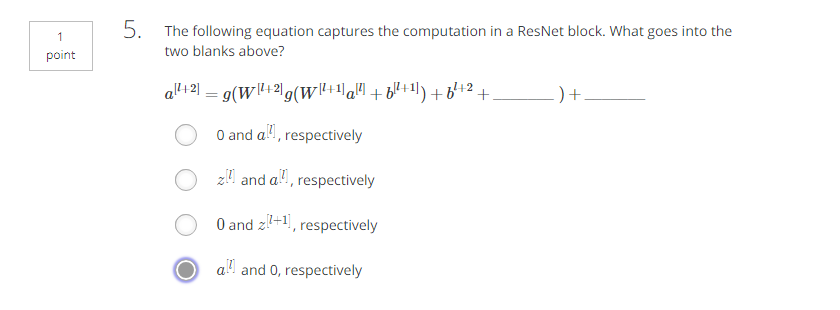 1
point
5. The following equation captures the computation in a ResNet block. What goes into the
two blanks above?
a^{[l+2]} = g(W^{[l+2]}g(W^{[l+1]}a^{[l]} + b^{[l+1]}) + b^{l+2} + _______ ) + _______
0 and a^{[l]}, respectively
z^{[l]} and a^{[l]}, respectively
0 and z^{[l+1]}, respectively
a^{[l]} and 0, respectively